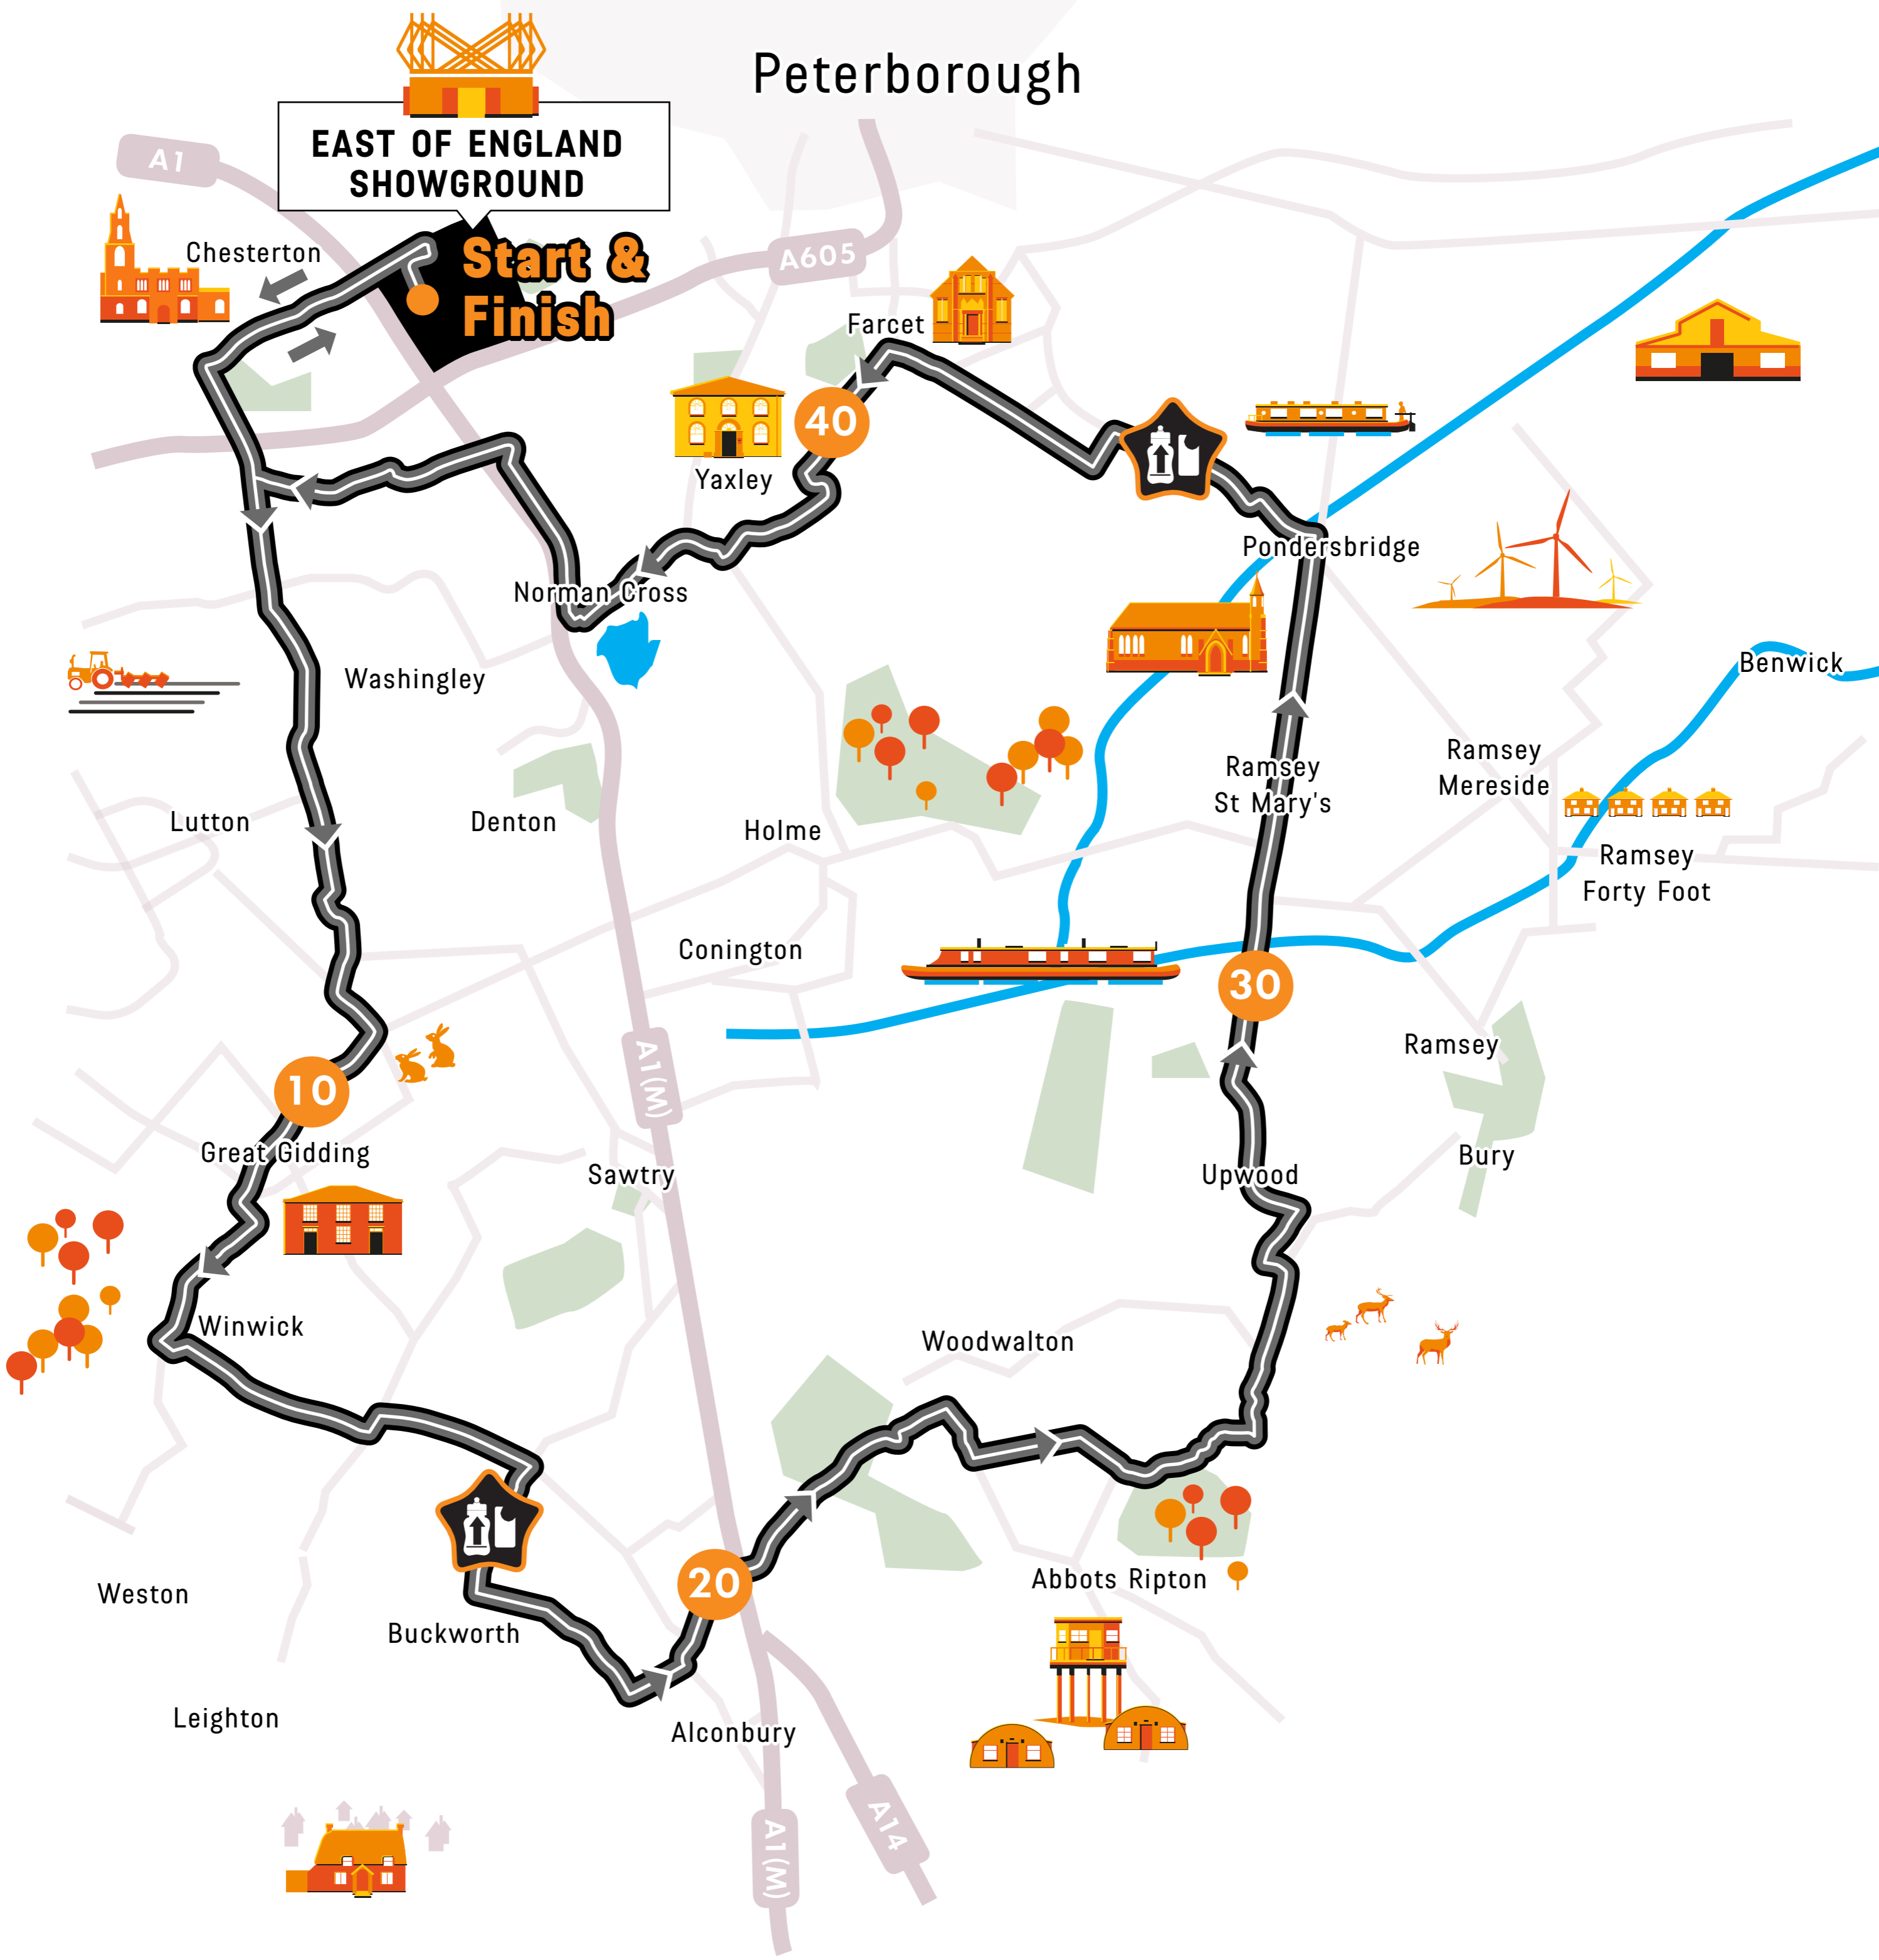 Peterborough
EAST OF ENGLAND
SHOWGROUND
A1
Chesterton
Start &
Finish
A605
Farcet
40
Yaxley
Pondersbridge
Norman Cross
Washingley
Benwick
Ramsey
Mereside
Ramsey
St Mary's
Lutton
Denton
Holme
Ramsey
Forty Foot
Conington
30
Ramsey
A1(M)
10
Great Gidding
Sawtry
Upwood
Bury
Winwick
Woodwalton
20
Abbots Ripton
Weston
Buckworth
Leighton
Alconbury
A14
A1(M)